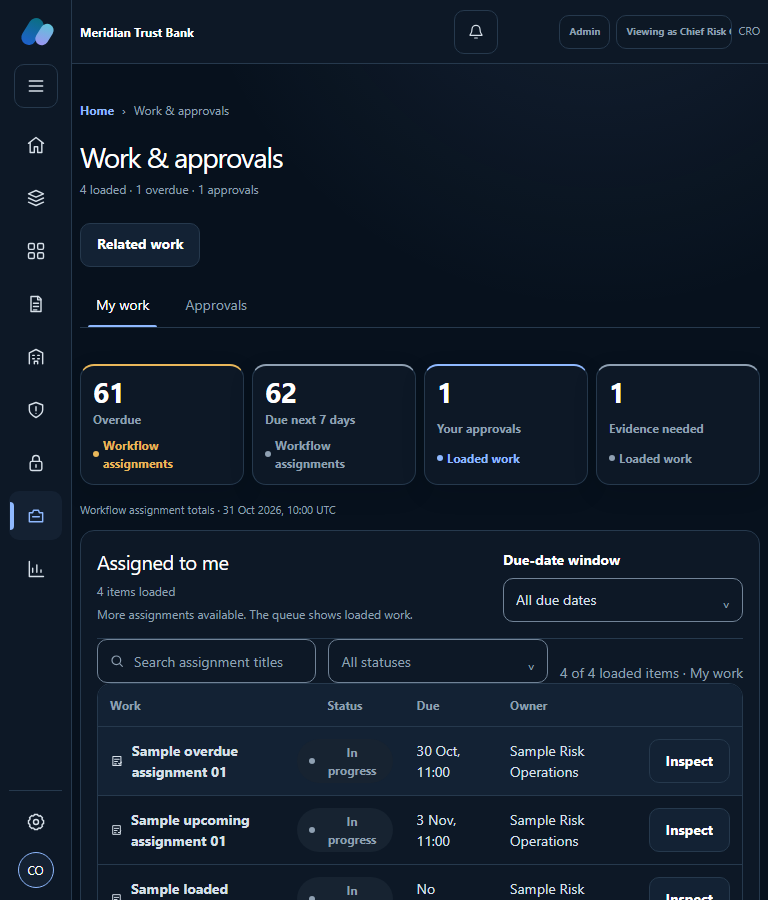 Meridian Trust Bank
Admin
Viewing as Chief Risk
CRO
Home › Work & approvals
Work & approvals
4 loaded · 1 overdue · 1 approvals
Related work
My work
Approvals
61
Overdue
Workflow
assignments
62
Due next 7 days
Workflow
assignments
1
Your approvals
Loaded work
1
Evidence needed
Loaded work
Workflow assignment totals · 31 Oct 2026, 10:00 UTC
Assigned to me
4 items loaded
More assignments available. The queue shows loaded work.
Due-date window
All due dates
Search assignment titles
All statuses
4 of 4 loaded items · My work
Work Status Due Owner
Sample overdue
assignment 01
In
progress
30 Oct,
11:00
Sample Risk
Operations
Inspect
Sample upcoming
assignment 01
In
progress
3 Nov,
11:00
Sample Risk
Operations
Inspect
Sample loaded
In
No
Sample Risk
Inspect
CO